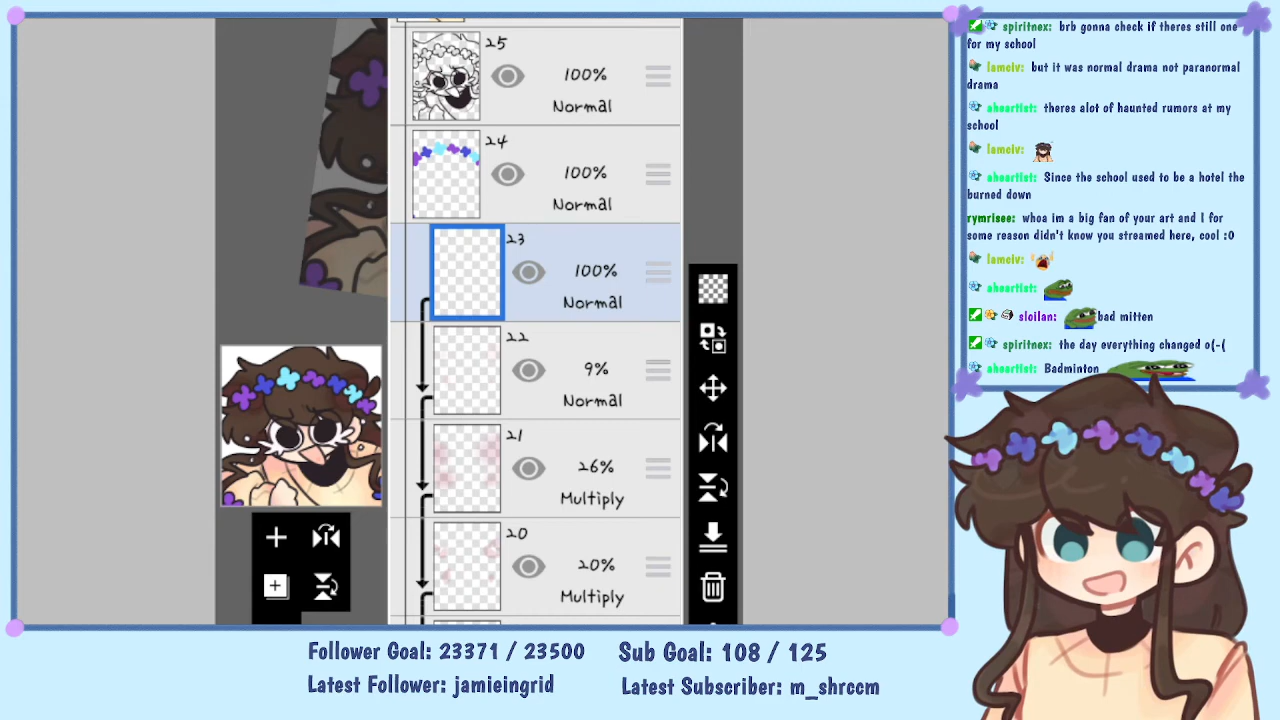 25
100%
Normal
24
100%
Normal
23
100%
Normal
22
9%
Normal
21
26%
Multiply
20
20%
Multiply
spiritnex: brb gonna check if theres still one
for my school
lamciv: but it was normal drama not paranormal
drama
aheartist: theres alot of haunted rumors at my
school
lamciv:
aheartist: Since the school used to be a hotel the
burned down
rymrisee: whoa im a big fan of your art and I for
some reason didn't know you streamed here, cool :O
lamciv:
aheartist:
sloilan: bad mitten
spiritnex: the day everything changed o(-(
aheartist: Badminton
Follower Goal: 23371 / 23500
Sub Goal: 108 / 125
Latest Follower: jamieingrid
Latest Subscriber: m_shrccm